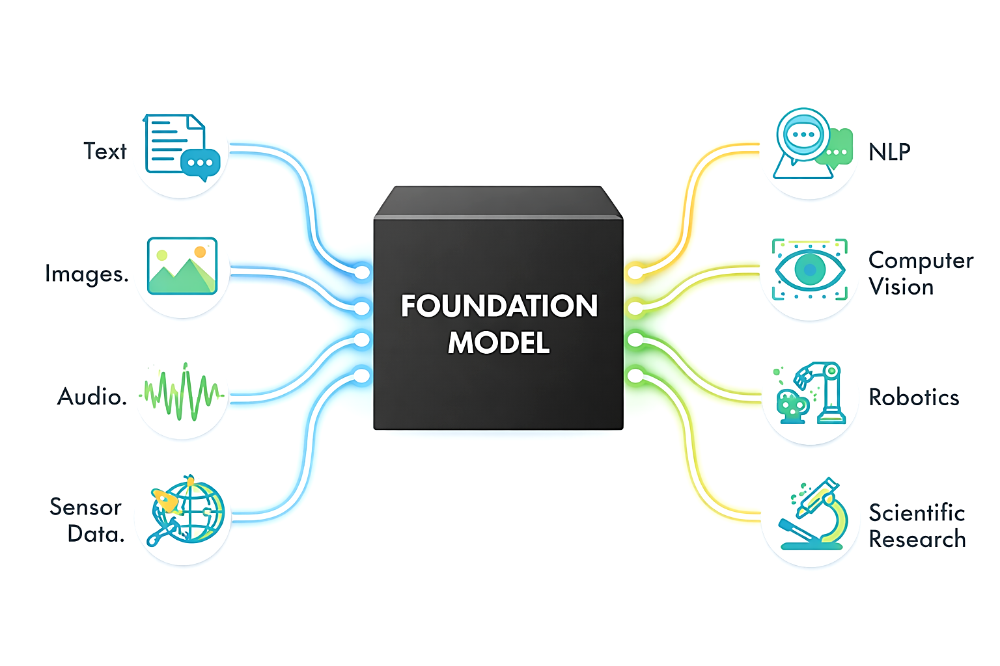 Text
Images.
Audio.
Sensor
Data.
FOUNDATION
MODEL
NLP
Computer
Vision
Robotics
Scientific
Research